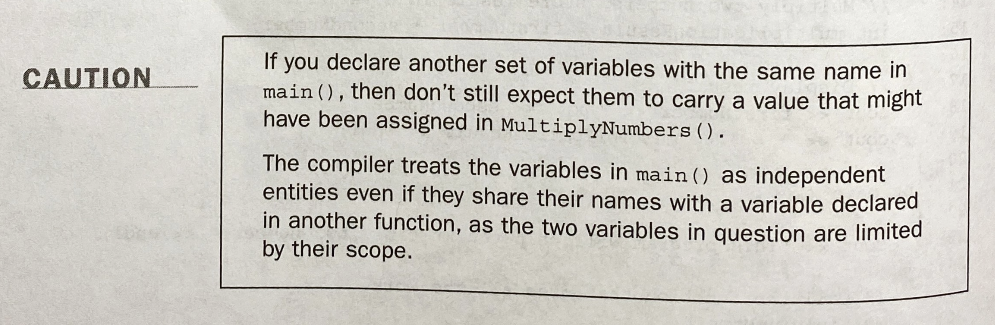 CAUTION
If you declare another set of variables with the same name in
main(), then don't still expect them to carry a value that might
have been assigned in MultiplyNumbers().
The compiler treats the variables in main() as independent
entities even if they share their names with a variable declared
in another function, as the two variables in question are limited
by their scope.